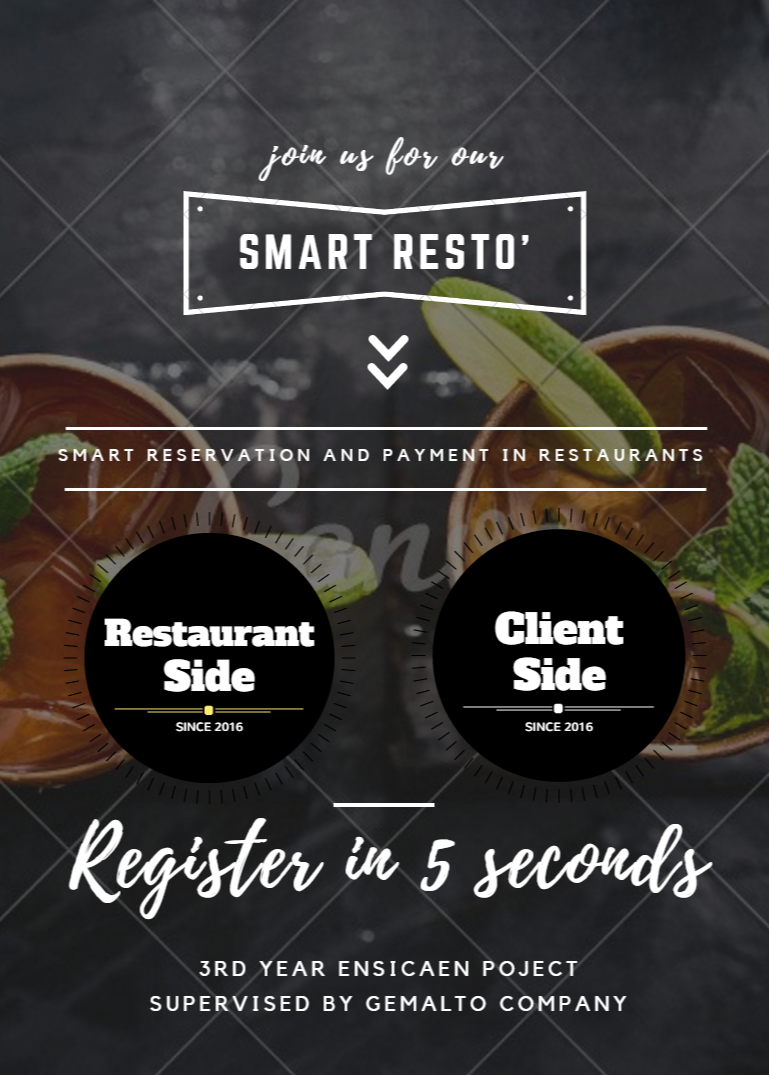 join us for our
SMART RESTO'
SMART RESERVATION AND PAYMENT IN RESTAURANTS
Restaurant
Side
SINCE 2016
Client
Side
SINCE 2016
Register in 5 seconds
3RD YEAR ENSICAEN POJECT
SUPERVISED BY GEMALTO COMPANY